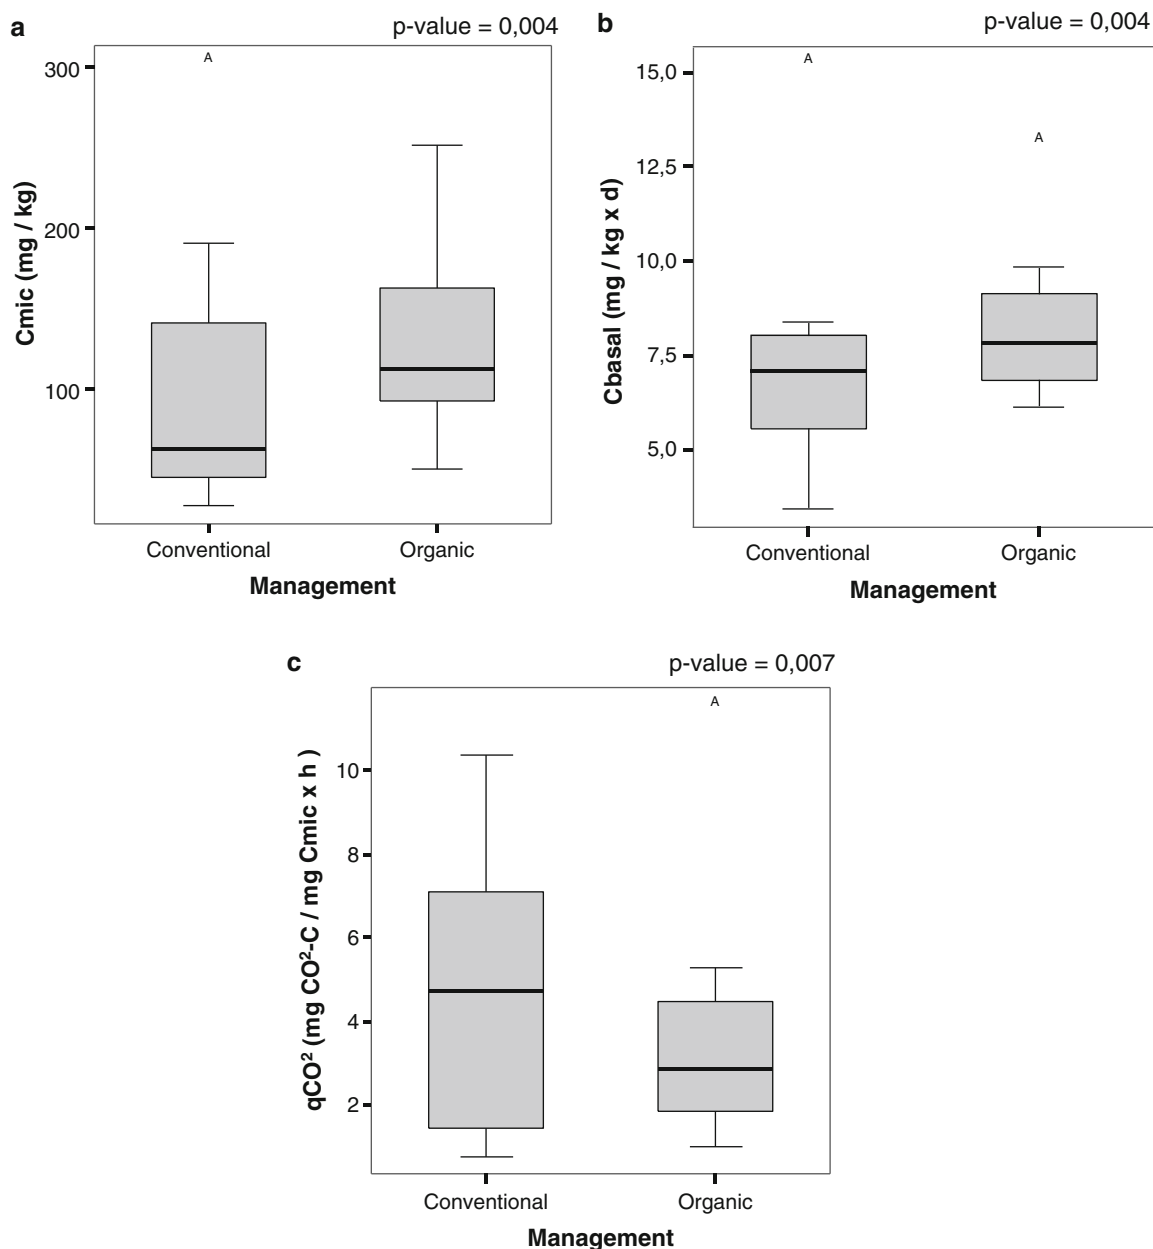 a
p-value = 0,004
A
300
200
100
Cmic (mg / kg)
Conventional Organic
Management
b
p-value = 0,004
A
A
15,0
12,5
10,0
7,5
5,0
Cbasal (mg / kg x d)
Conventional Organic
Management
c
p-value = 0,007
A
10
8
6
4
2
qCO² (mg CO²-C / mg Cmic x h )
Conventional Organic
Management